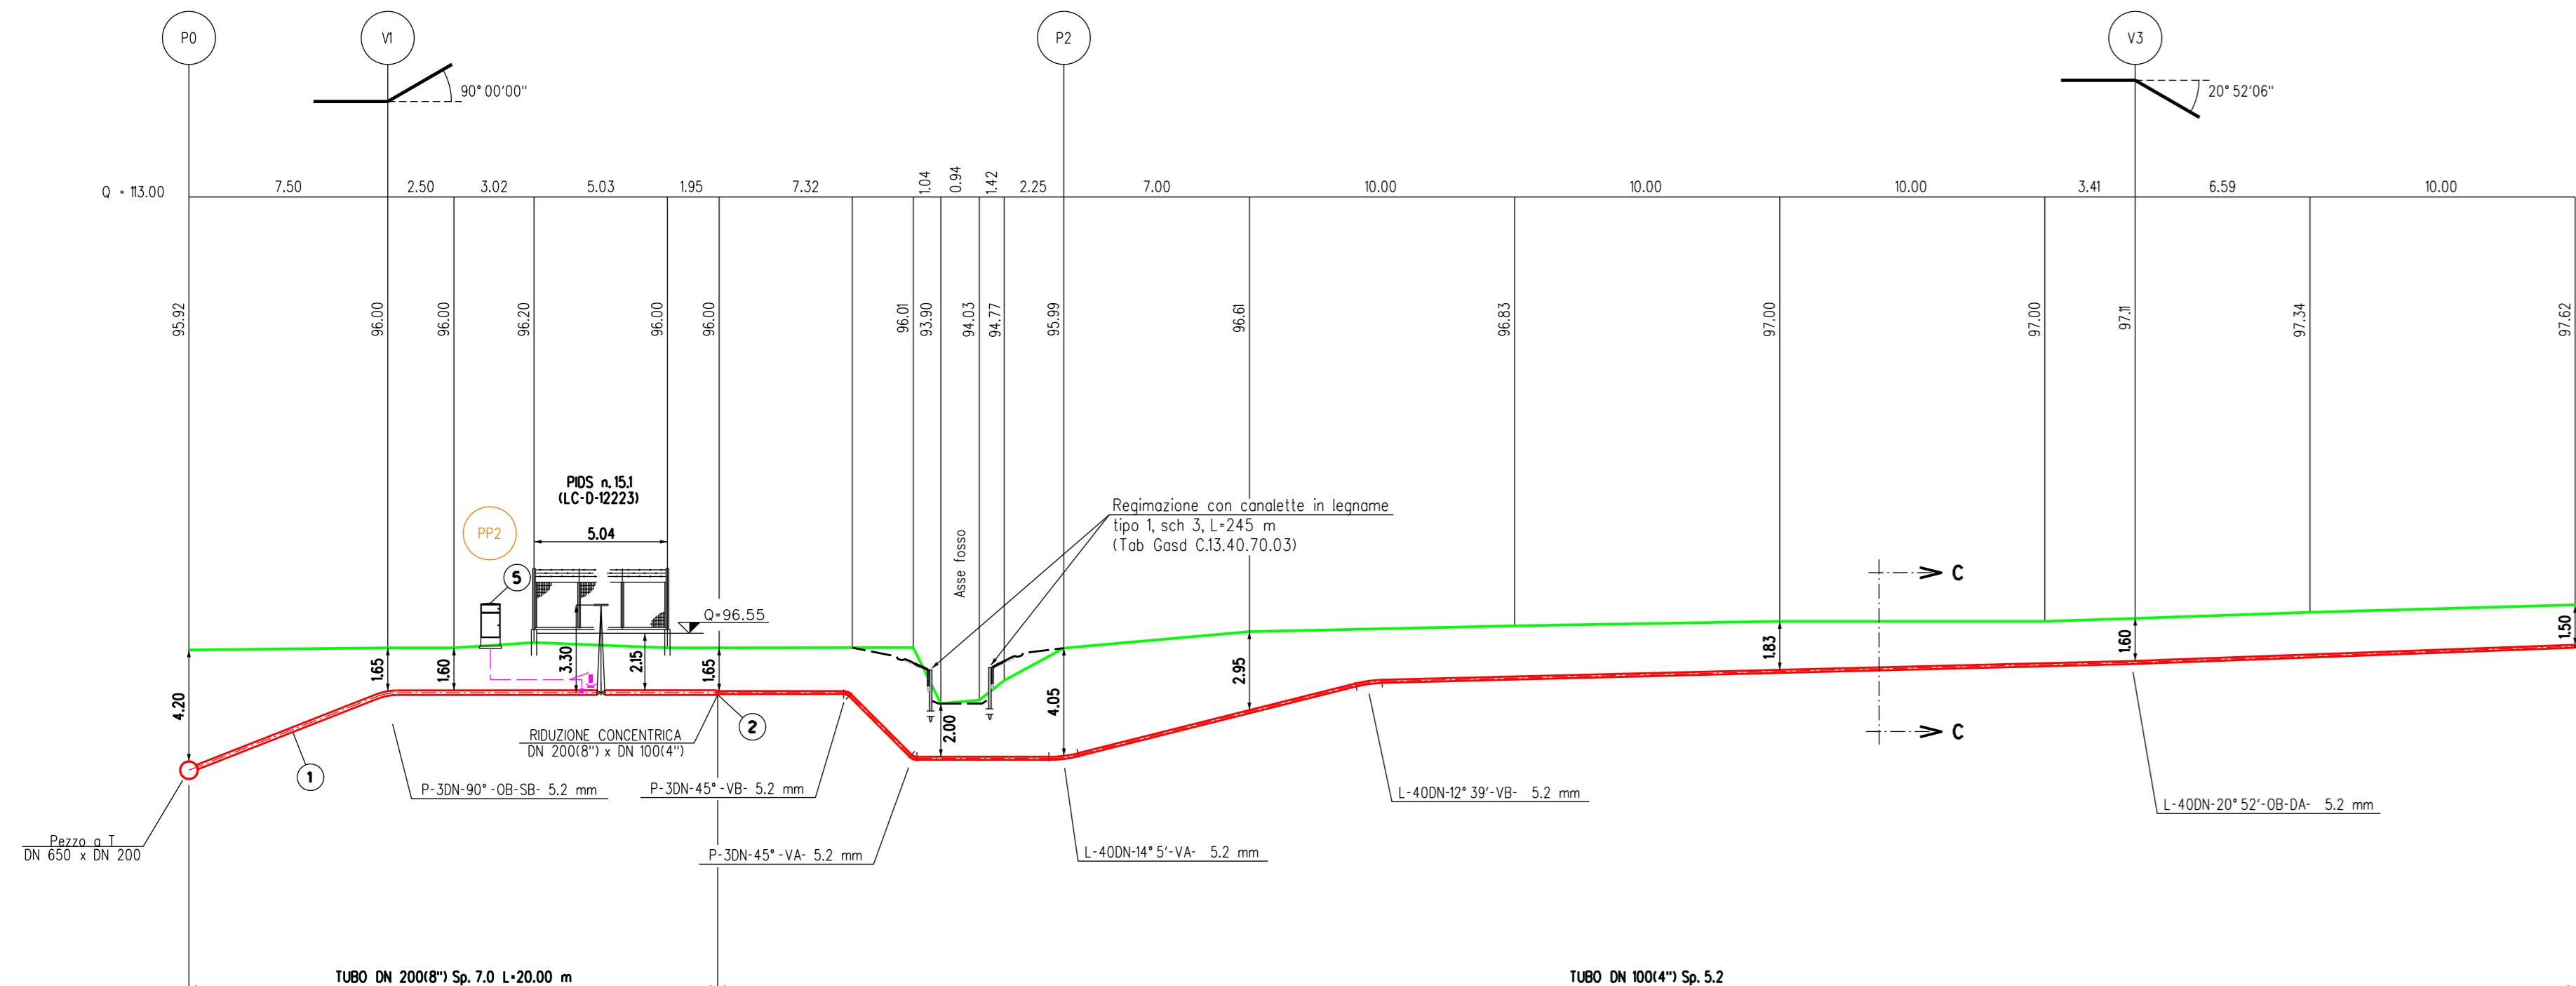 P0
V1
P2
V3
90°00'00"
20°52'06"
Q = 113.00
7.50
2.50
3.02
5.03
1.95
7.32
1.04
0.94
1.42
2.25
7.00
10.00
10.00
10.00
3.41
6.59
10.00
95.92
96.00
96.00
96.20
96.00
96.00
96.01
93.90
94.03
94.77
95.99
96.61
96.83
97.00
97.00
97.11
97.34
97.62
PIDS n.15.1
(LC-D-12223)
5.04
PP2
5
Q=96.55
Asse fosso
Regimazione con canalette in legname
tipo 1, sch 3, L=245 m
(Tab Gasd C.13.40.70.03)
C
C
4.20
1.65
1.60
3.30
2.15
1.65
2.00
4.05
2.95
1.83
1.60
1.50
1
2
RIDUZIONE CONCENTRICA
DN 200(8") x DN 100(4")
P-3DN-90°-OB-SB- 5.2 mm
P-3DN-45°-VB- 5.2 mm
P-3DN-45°-VA- 5.2 mm
L-40DN-14°5'-VA- 5.2 mm
L-40DN-12°39'-VB- 5.2 mm
L-40DN-20°52'-OB-DA- 5.2 mm
Pezzo a T
DN 650 x DN 200
TUBO DN 200(8") Sp. 7.0 L=20.00 m
TUBO DN 100(4") Sp. 5.2